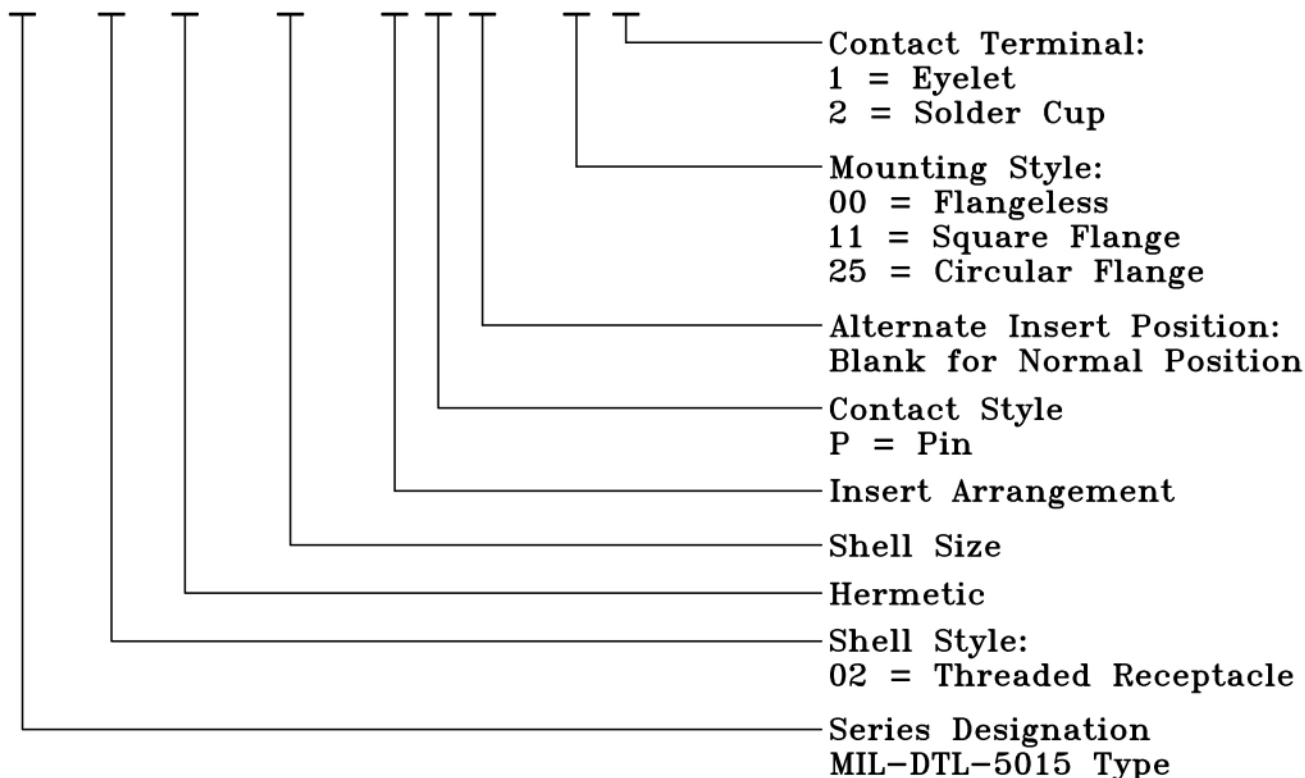 Contact Terminal:
1 = Eyelet
2 = Solder Cup
Mounting Style:
00 = Flangeless
11 = Square Flange
25 = Circular Flange
Alternate Insert Position:
Blank for Normal Position
Contact Style
P = Pin
Insert Arrangement
Shell Size
Hermetic
Shell Style:
02 = Threaded Receptacle
Series Designation
MIL-DTL-5015 Type